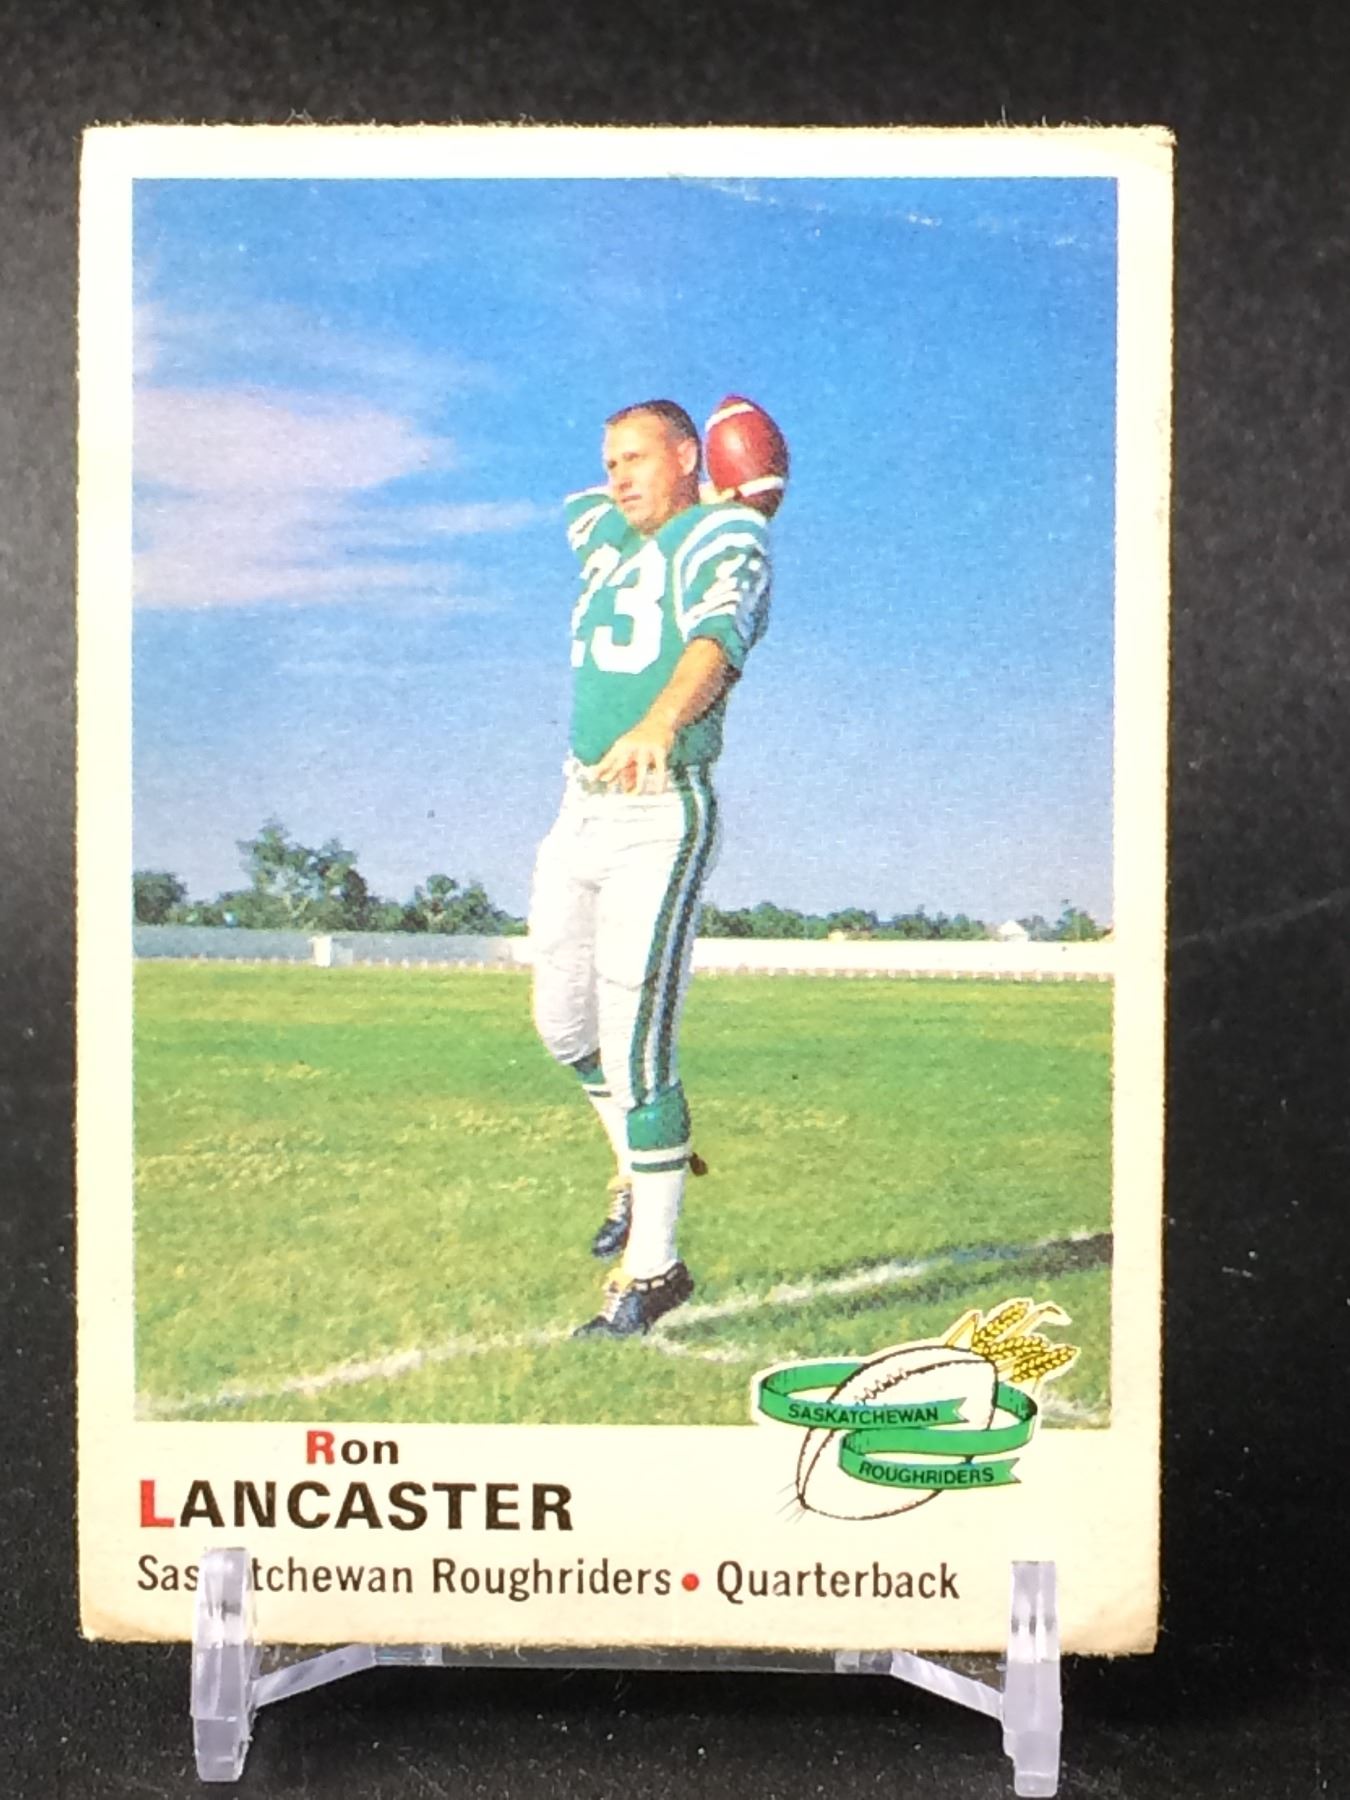 23
SASKATCHEWAN
ROUGHRIDERS
Ron
LANCASTER
Saskatchewan Roughriders • Quarterback